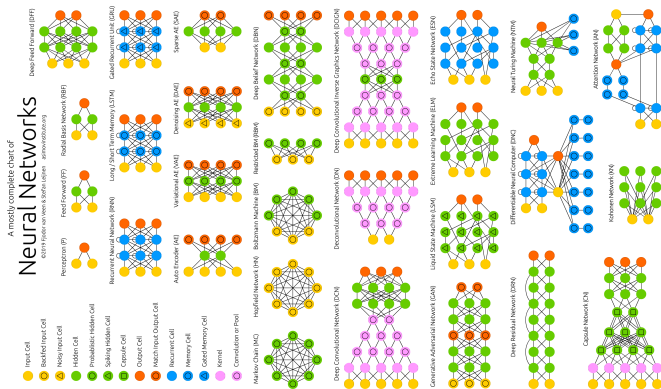 A mostly complete chart of
Neural Networks
©2019 Fjodor van Veen & Stefan Leijnen asimovinstitute.org
Input Cell
Backfed Input Cell
Noisy Input Cell
Hidden Cell
Probabilistic Hidden Cell
Spiking Hidden Cell
Capsule Cell
Output Cell
Match Input Output Cell
Recurrent Cell
Memory Cell
Gated Memory Cell
Kernel
Convolution or Pool
Perceptron (P)
Feed Forward (FF)
Radial Basis Network (RBF)
Deep Feed Forward (DFF)
Recurrent Neural Network (RNN)
Long / Short Term Memory (LSTM)
Gated Recurrent Unit (GRU)
Auto Encoder (AE)
Variational AE (VAE)
Denoising AE (DAE)
Sparse AE (SAE)
Markov Chain (MC)
Hopfield Network (HN)
Boltzmann Machine (BM)
Restricted BM (RBM)
Deep Belief Network (DBN)
Deep Convolutional Network (DCN)
Deconvolutional Network (DN)
Deep Convolutional Inverse Graphics Network (DCIGN)
Generative Adversarial Network (GAN)
Liquid State Machine (LSM)
Extreme Learning Machine (ELM)
Echo State Network (ESN)
Deep Residual Network (DRN)
Differentiable Neural Computer (DNC)
Neural Turing Machine (NTM)
Capsule Network (CN)
Kohonen Network (KN)
Attention Network (AN)